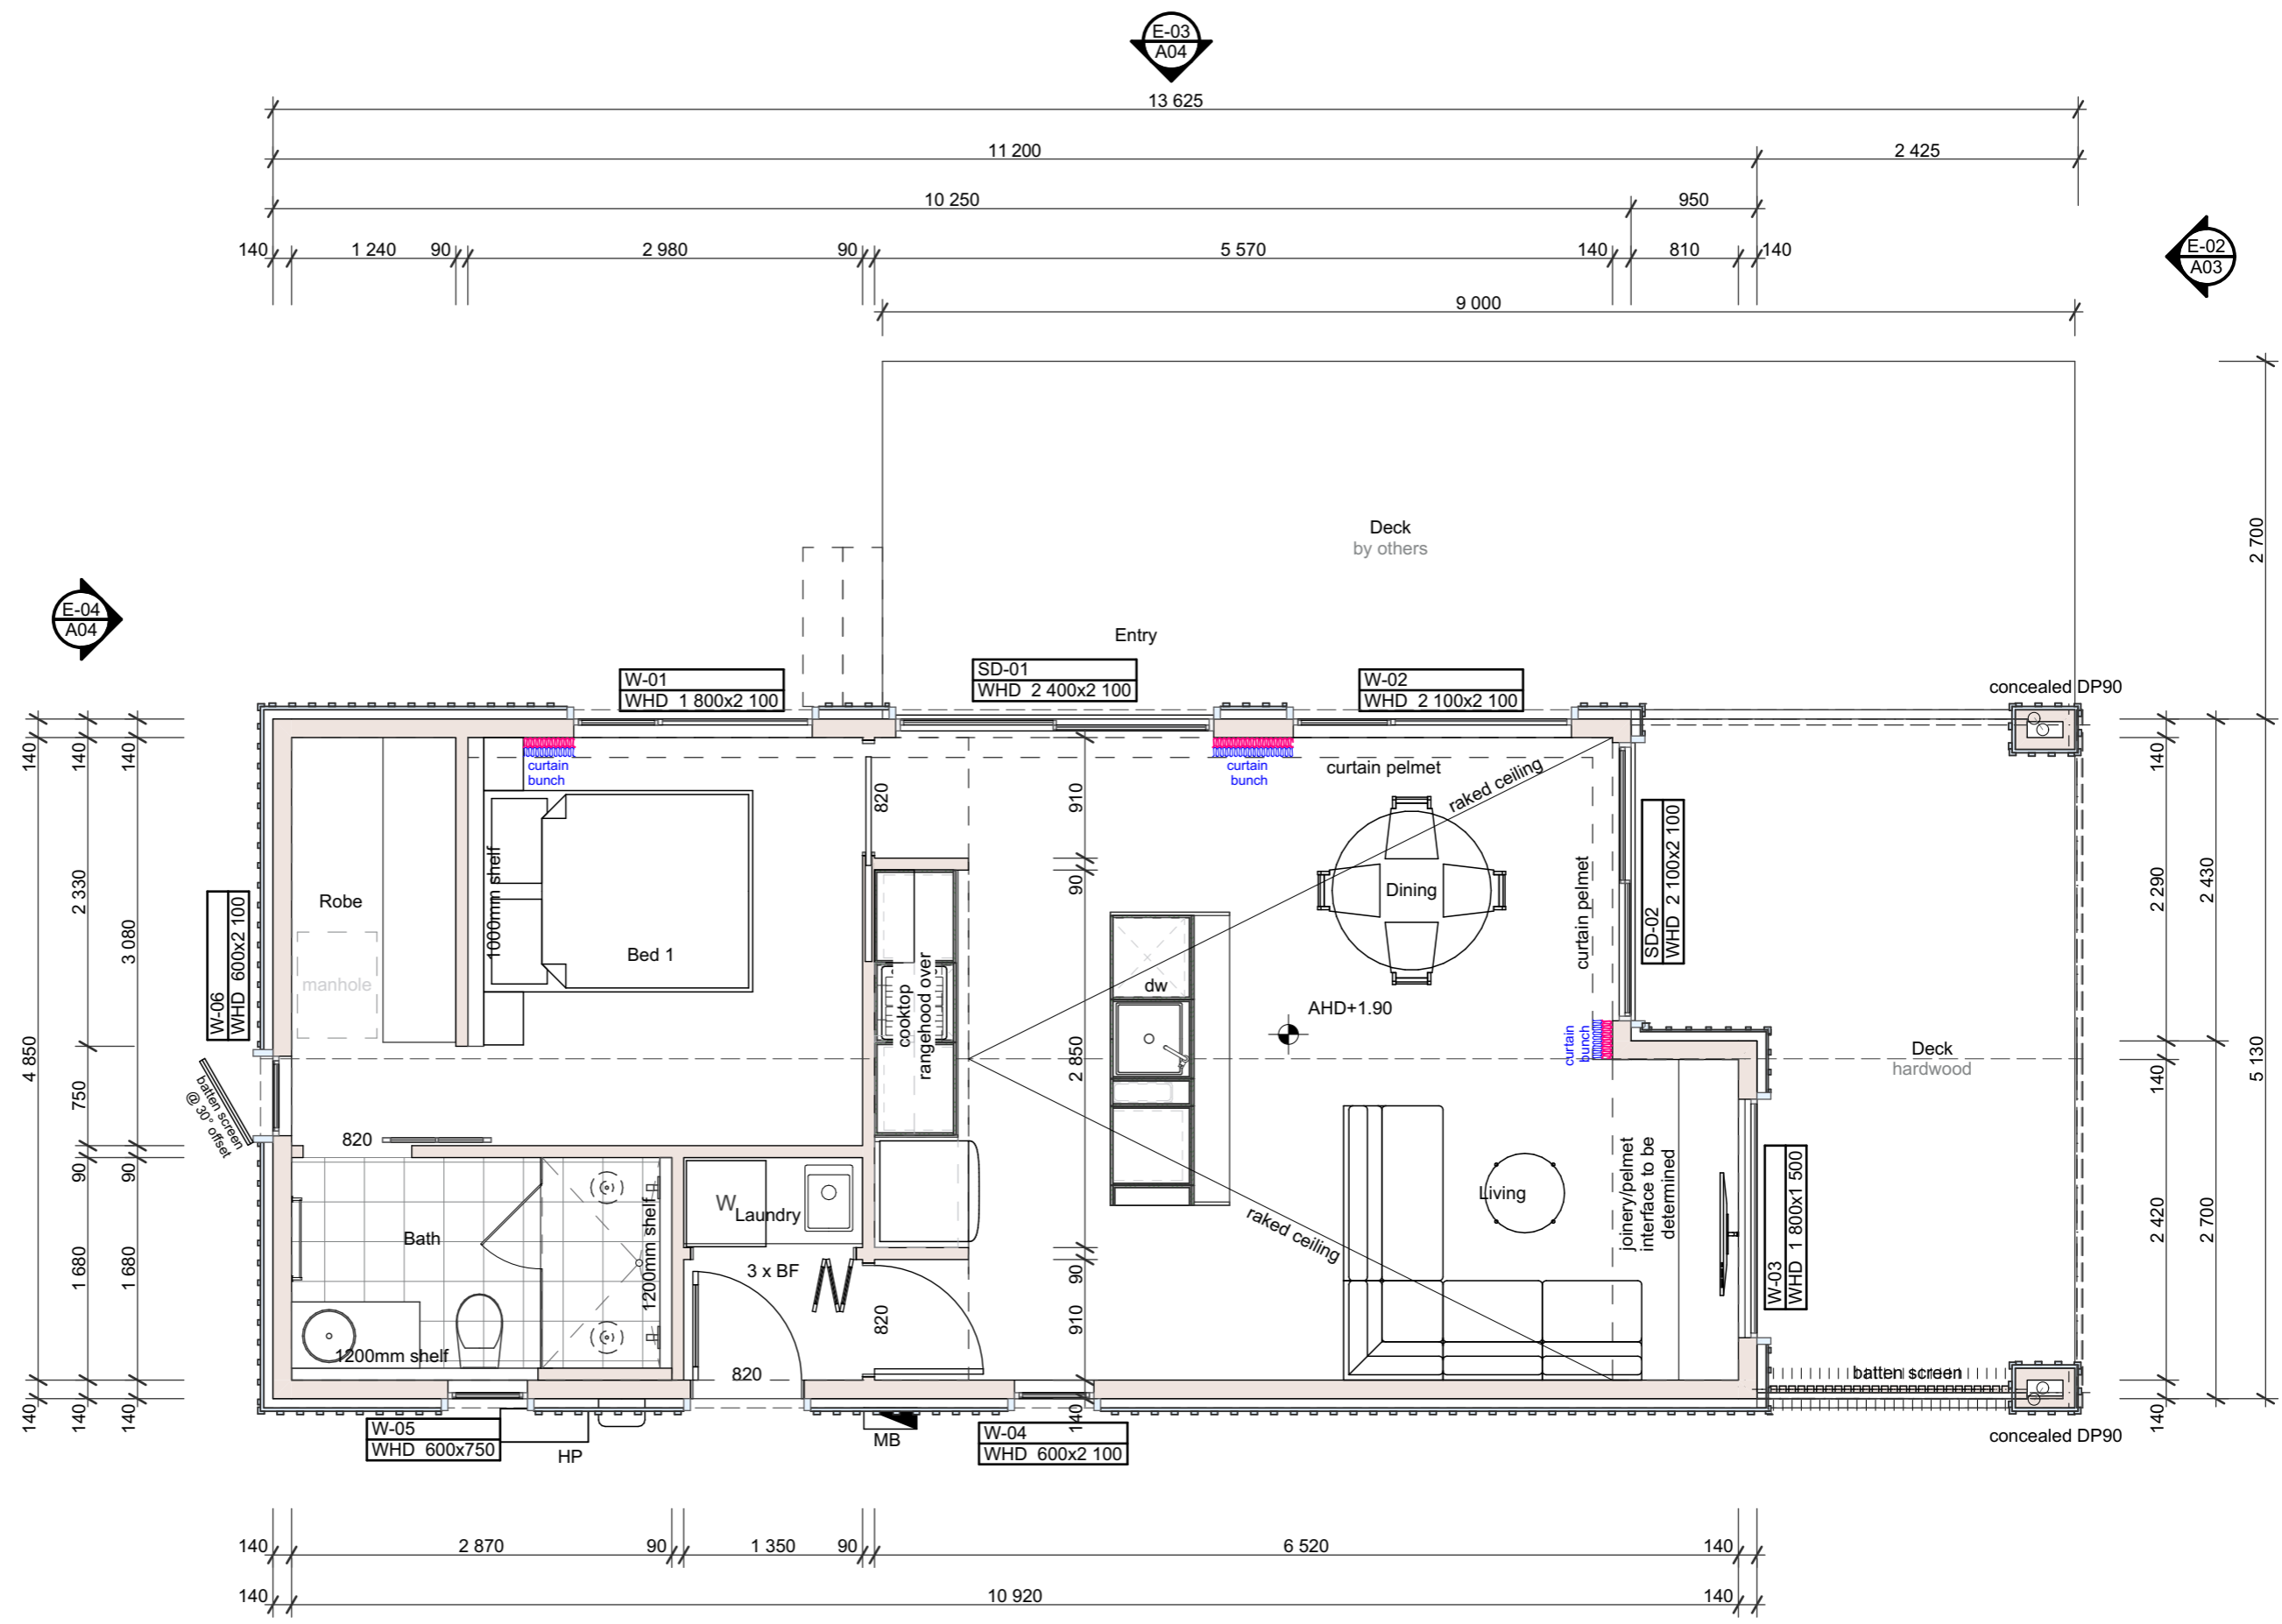 E-03
A04
13 625
11 200
2 425
10 250
950
140
1 240
90
2 980
90
5 570
140
810
140
E-02
A03
9 000
Deck
by others
2 700
E-04
A04
Entry
W-01
WHD 1 800x2 100
SD-01
WHD 2 400x2 100
W-02
WHD 2 100x2 100
concealed DP90
140
140
140
curtain
bunch
curtain
bunch
curtain pelmet
raked ceiling
140
820
910
4 850
2 330
3 080
750
W-06
WHD 600x2 100
Robe
manhole
1000mm shelf
Bed 1
90
cooktop
rangehood over
dw
Dining
curtain pelmet
SD-02
WHD 2 100x2 100
2 290
2 430
AHD+1.90
2 850
curtain
bunch
Deck
hardwood
140
5 130
batten screen
@ 30° offset
820
90
90
1 680
1 680
Bath
1200mm shelf
W
Laundry
3 x BF
1200mm shelf
820
820
90
910
raked ceiling
Living
joinery/pelmet
interface to be
determined
W-03
WHD 1 800x1 500
2 420
2 700
batten screen
140
140
140
W-05
WHD 600x750
HP
MB
W-04
WHD 600x2 100
140
concealed DP90
140
140
2 870
90
1 350
90
6 520
140
140
10 920
140